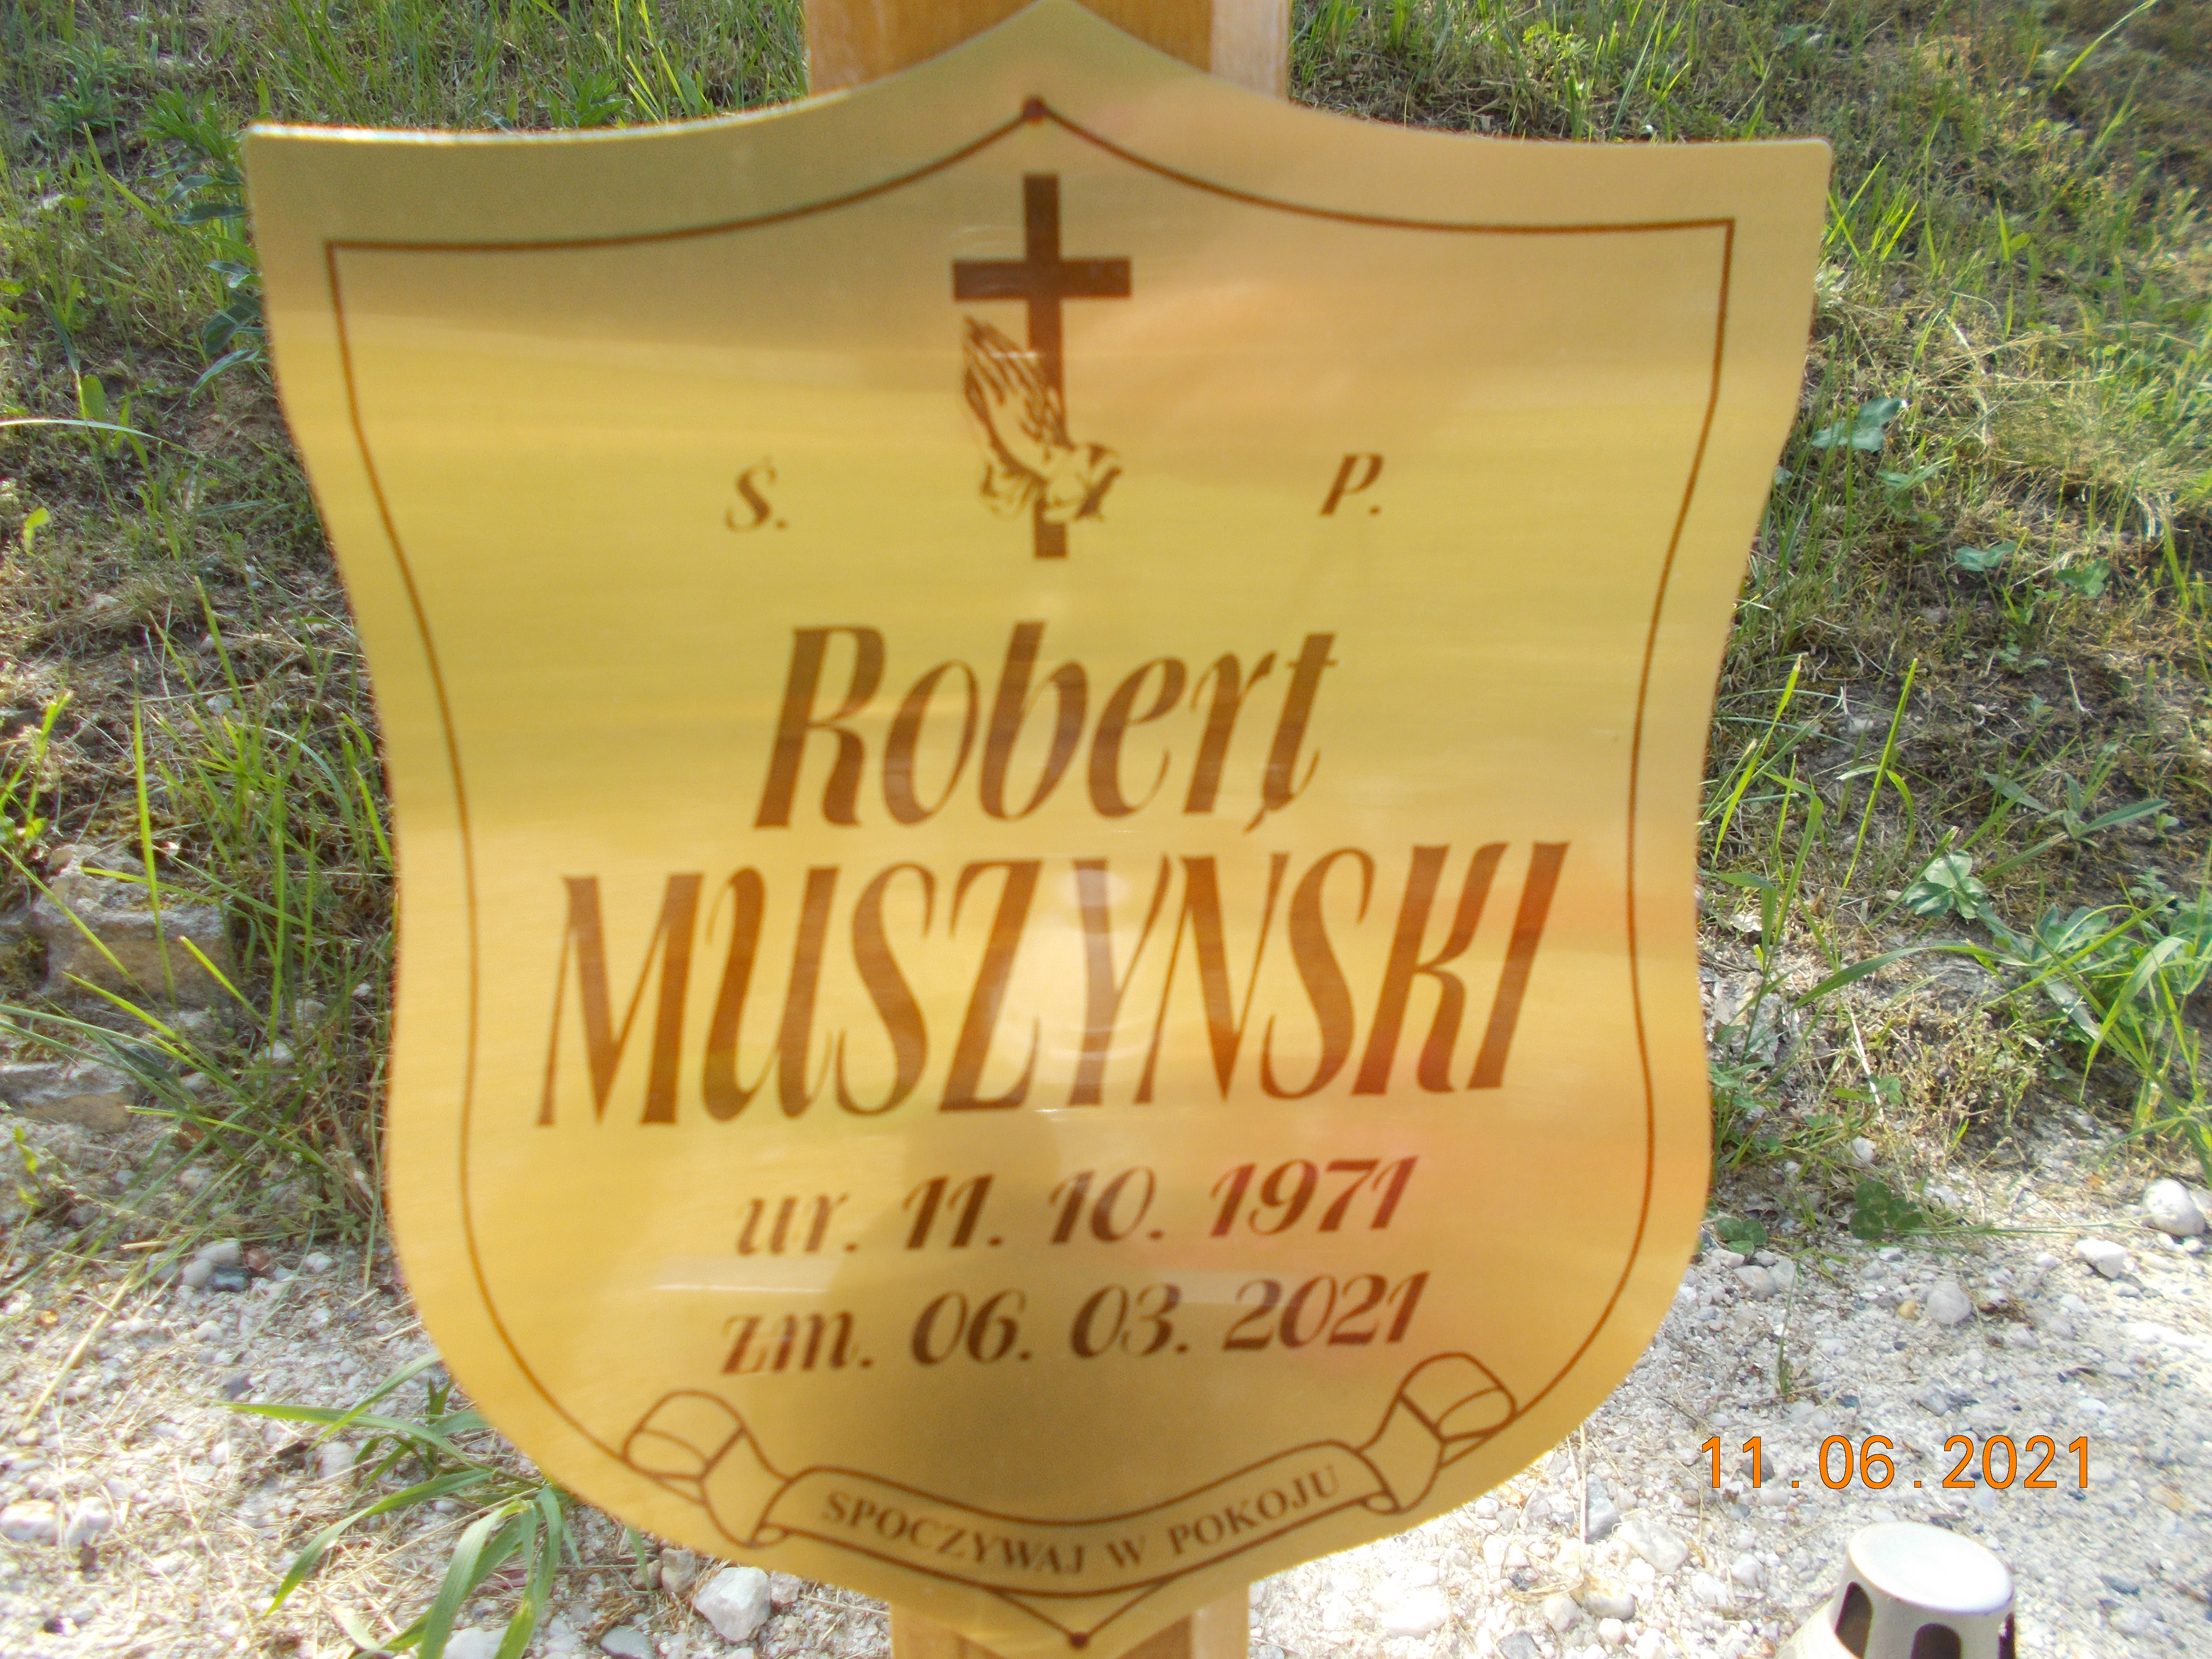 Ś. P.
Robert
MUSZYŃSKI
ur. 11. 10. 1971
zm. 06. 03. 2021
SPOCZYWAJ W POKOJU
11.06.2021